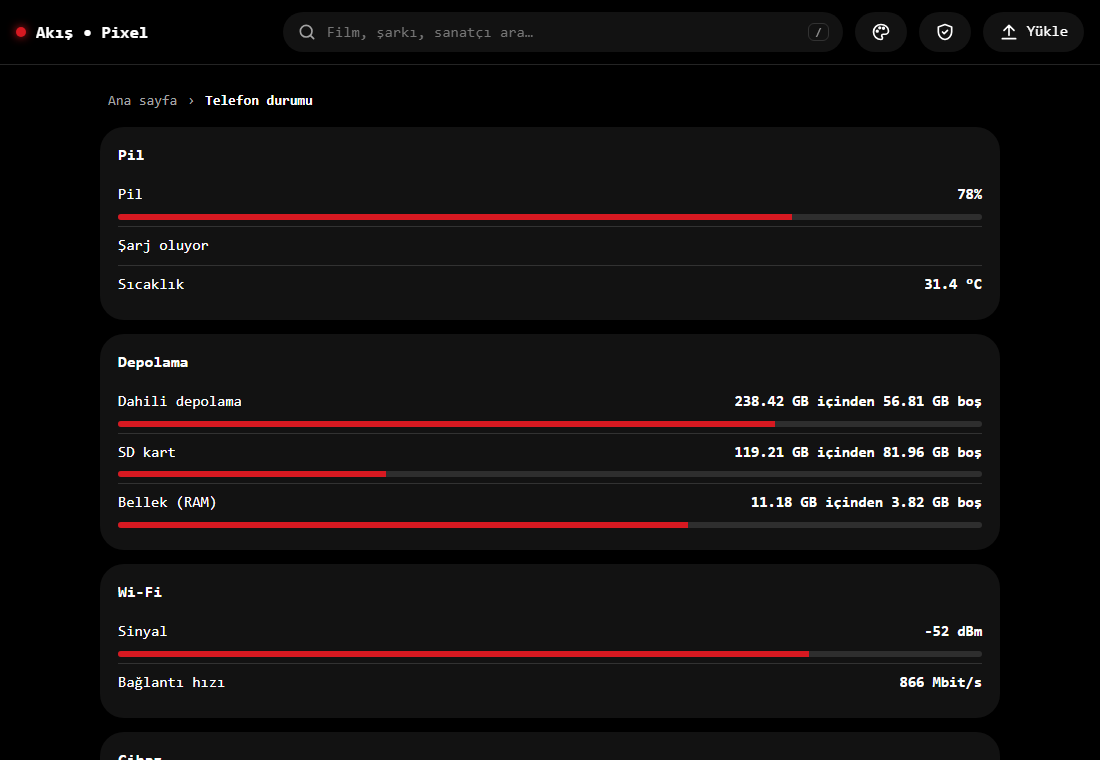 Akış • Pixel
Film, şarkı, sanatçı ara…
/
Yükle
Ana sayfa › Telefon durumu
Pil
Pil 78%
Şarj oluyor
Sıcaklık 31.4 °C
Depolama
Dahili depolama 238.42 GB içinden 56.81 GB boş
SD kart 119.21 GB içinden 81.96 GB boş
Bellek (RAM) 11.18 GB içinden 3.82 GB boş
Wi-Fi
Sinyal -52 dBm
Bağlantı hızı 866 Mbit/s
Cihaz